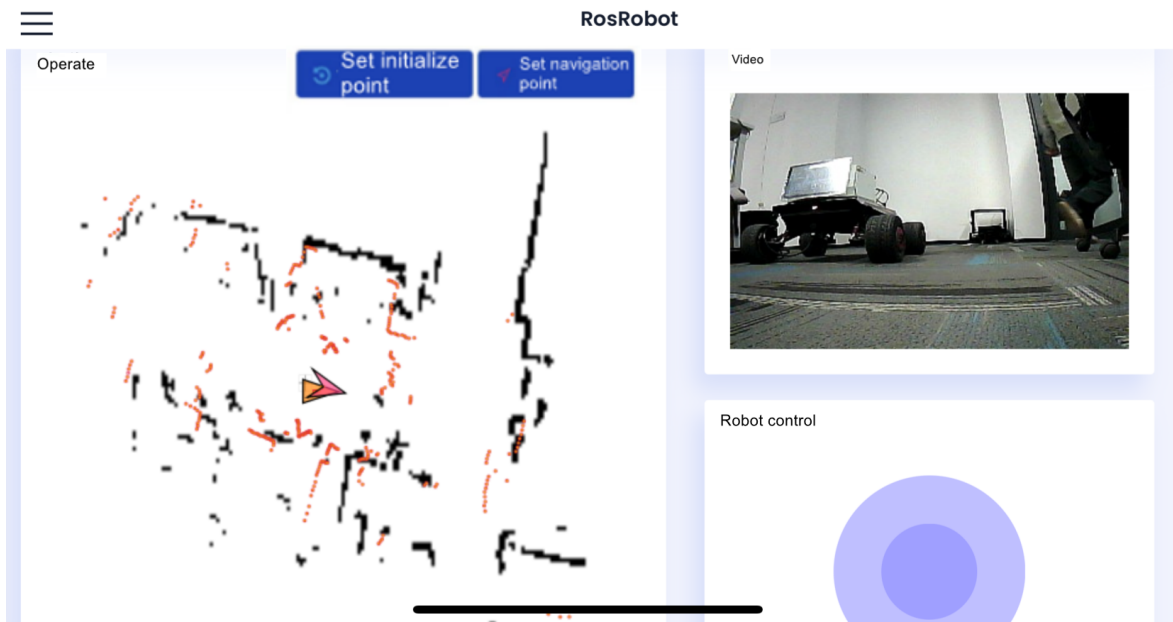 RosRobot
Operate
Set initialize
point
Set navigation
point
Video
Robot control